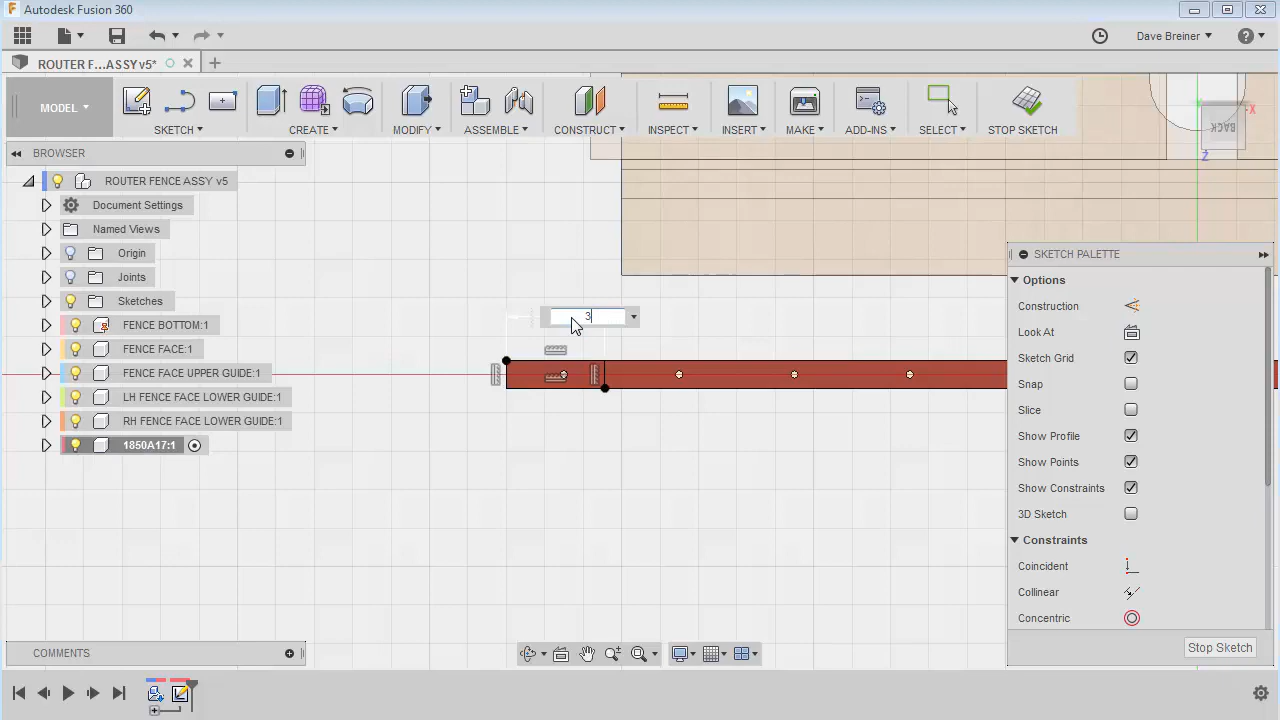 Autodesk Fusion 360
Dave Breiner
ROUTER F...ASSY v5*
MODEL
SKETCH
CREATE
MODIFY
ASSEMBLE
CONSTRUCT
INSPECT
INSERT
MAKE
ADD-INS
SELECT
STOP SKETCH
X
BACK
Z
BROWSER
ROUTER FENCE ASSY v5
Document Settings
Named Views
Origin
Joints
Sketches
FENCE BOTTOM:1
FENCE FACE:1
FENCE FACE UPPER GUIDE:1
LH FENCE FACE LOWER GUIDE:1
RH FENCE FACE LOWER GUIDE:1
1850A17:1
3
SKETCH PALETTE
Options
Construction
Look At
Sketch Grid
Snap
Slice
Show Profile
Show Points
Show Constraints
3D Sketch
Constraints
Coincident
Collinear
Concentric
Stop Sketch
COMMENTS